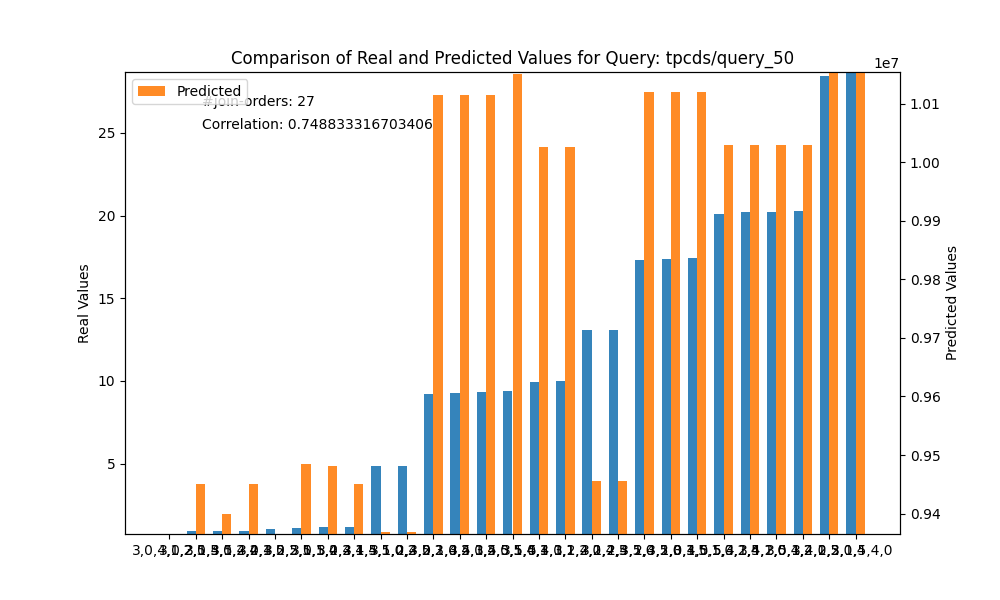 Comparison of Real and Predicted Values for Query: tpcds/query_50
1e7
Predicted
#join-orders: 27
Correlation: 0.748833316703406
25
20
15
10
5
Real Values
1.01
1.00
0.99
0.98
0.97
0.96
0.95
0.94
Predicted Values